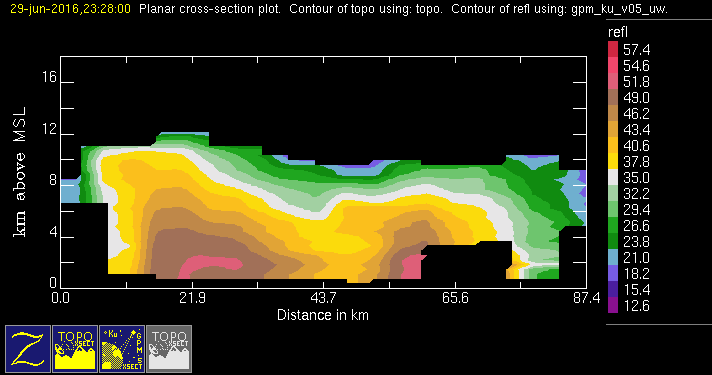 29-jun-2016,23:28:00 Planar cross-section plot. Contour of topo using: topo. Contour of refl using: gpm_ku_v05_uw.
refl
57.4
54.6
51.8
49.0
46.2
43.4
40.6
37.8
35.0
32.2
29.4
26.6
23.8
21.0
18.2
15.4
12.6
km above MSL
16
12
8
4
0
0.0 21.9 43.7 65.6 87.4
Distance in km
Z
TOPO
XSECT
"Ku"
GPM'S
XSECT
TOPO
XSECT